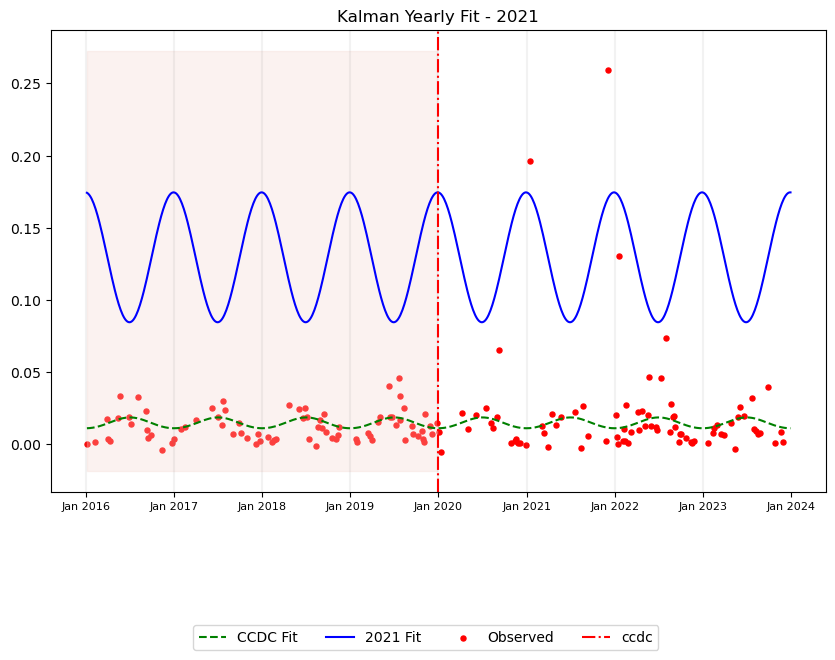 Kalman Yearly Fit - 2021
0.25
0.20
0.15
0.10
0.05
0.00
Jan 2016 Jan 2017 Jan 2018 Jan 2019 Jan 2020 Jan 2021 Jan 2022 Jan 2023 Jan 2024
CCDC Fit 2021 Fit Observed ccdc